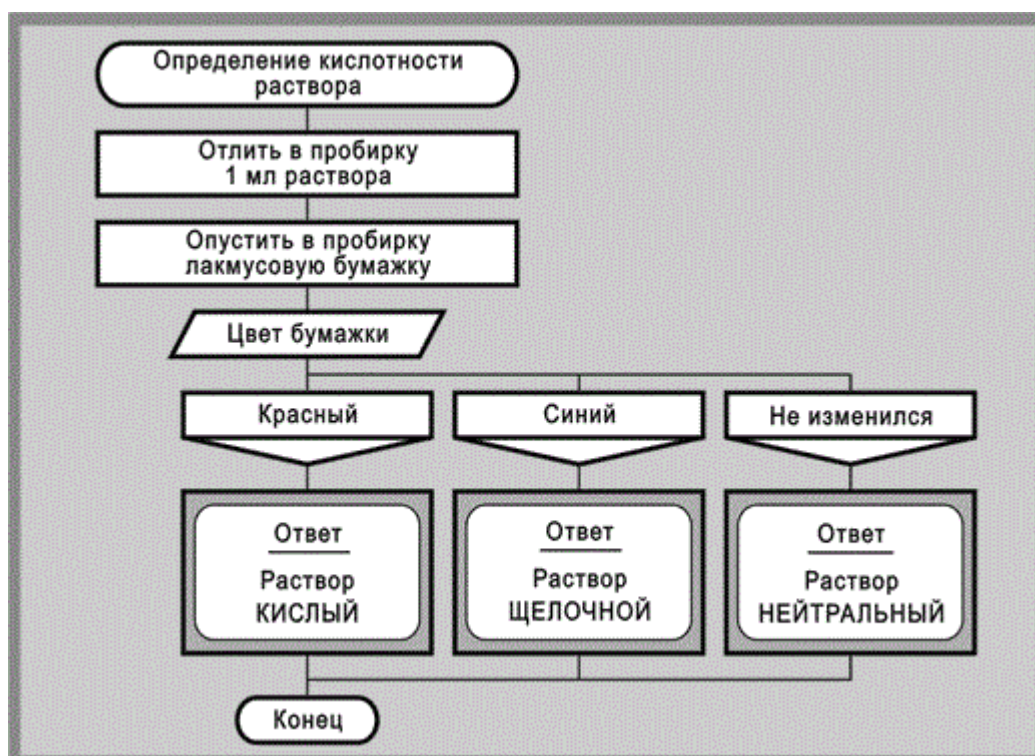 Определение кислотности
раствора
Отлить в пробирку
1 мл раствора
Опустить в пробирку
лакмусовую бумажку
Цвет бумажки
Красный
Синий
Не изменился
Ответ
Раствор
КИСЛЫЙ
Ответ
Раствор
ЩЕЛОЧНОЙ
Ответ
Раствор
НЕЙТРАЛЬНЫЙ
Конец